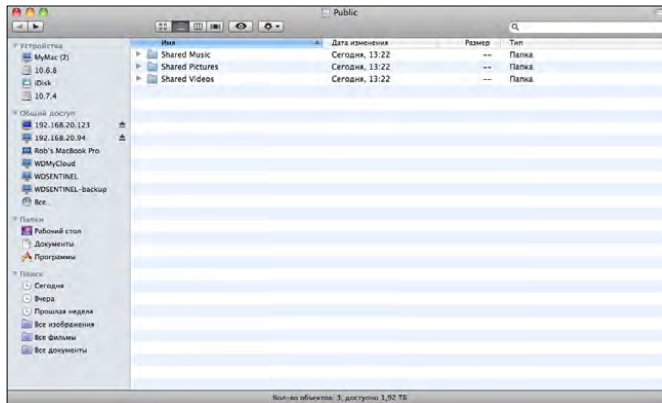 Public
Имя Дата изменения Размер Тип
Shared Music Сегодня, 13:22 -- Папка
Shared Pictures Сегодня, 13:22 -- Папка
Shared Videos Сегодня, 13:22 -- Папка
УСТРОЙСТВА
MyMac (2)
10.6.8
iDisk
10.7.4
Общий доступ
192.168.20.123
192.168.20.94
Rob's MacBook Pro
WDMyCloud
WDSENTINEL
WDSENTINEL-backup
Все...
Папки
Рабочий стол
Документы
Программы
Поиск
Сегодня
Вчера
Прошлая неделя
Все изображения
Все фильмы
Все документы
Кол-во объектов: 3, доступно 1,92 ТБ